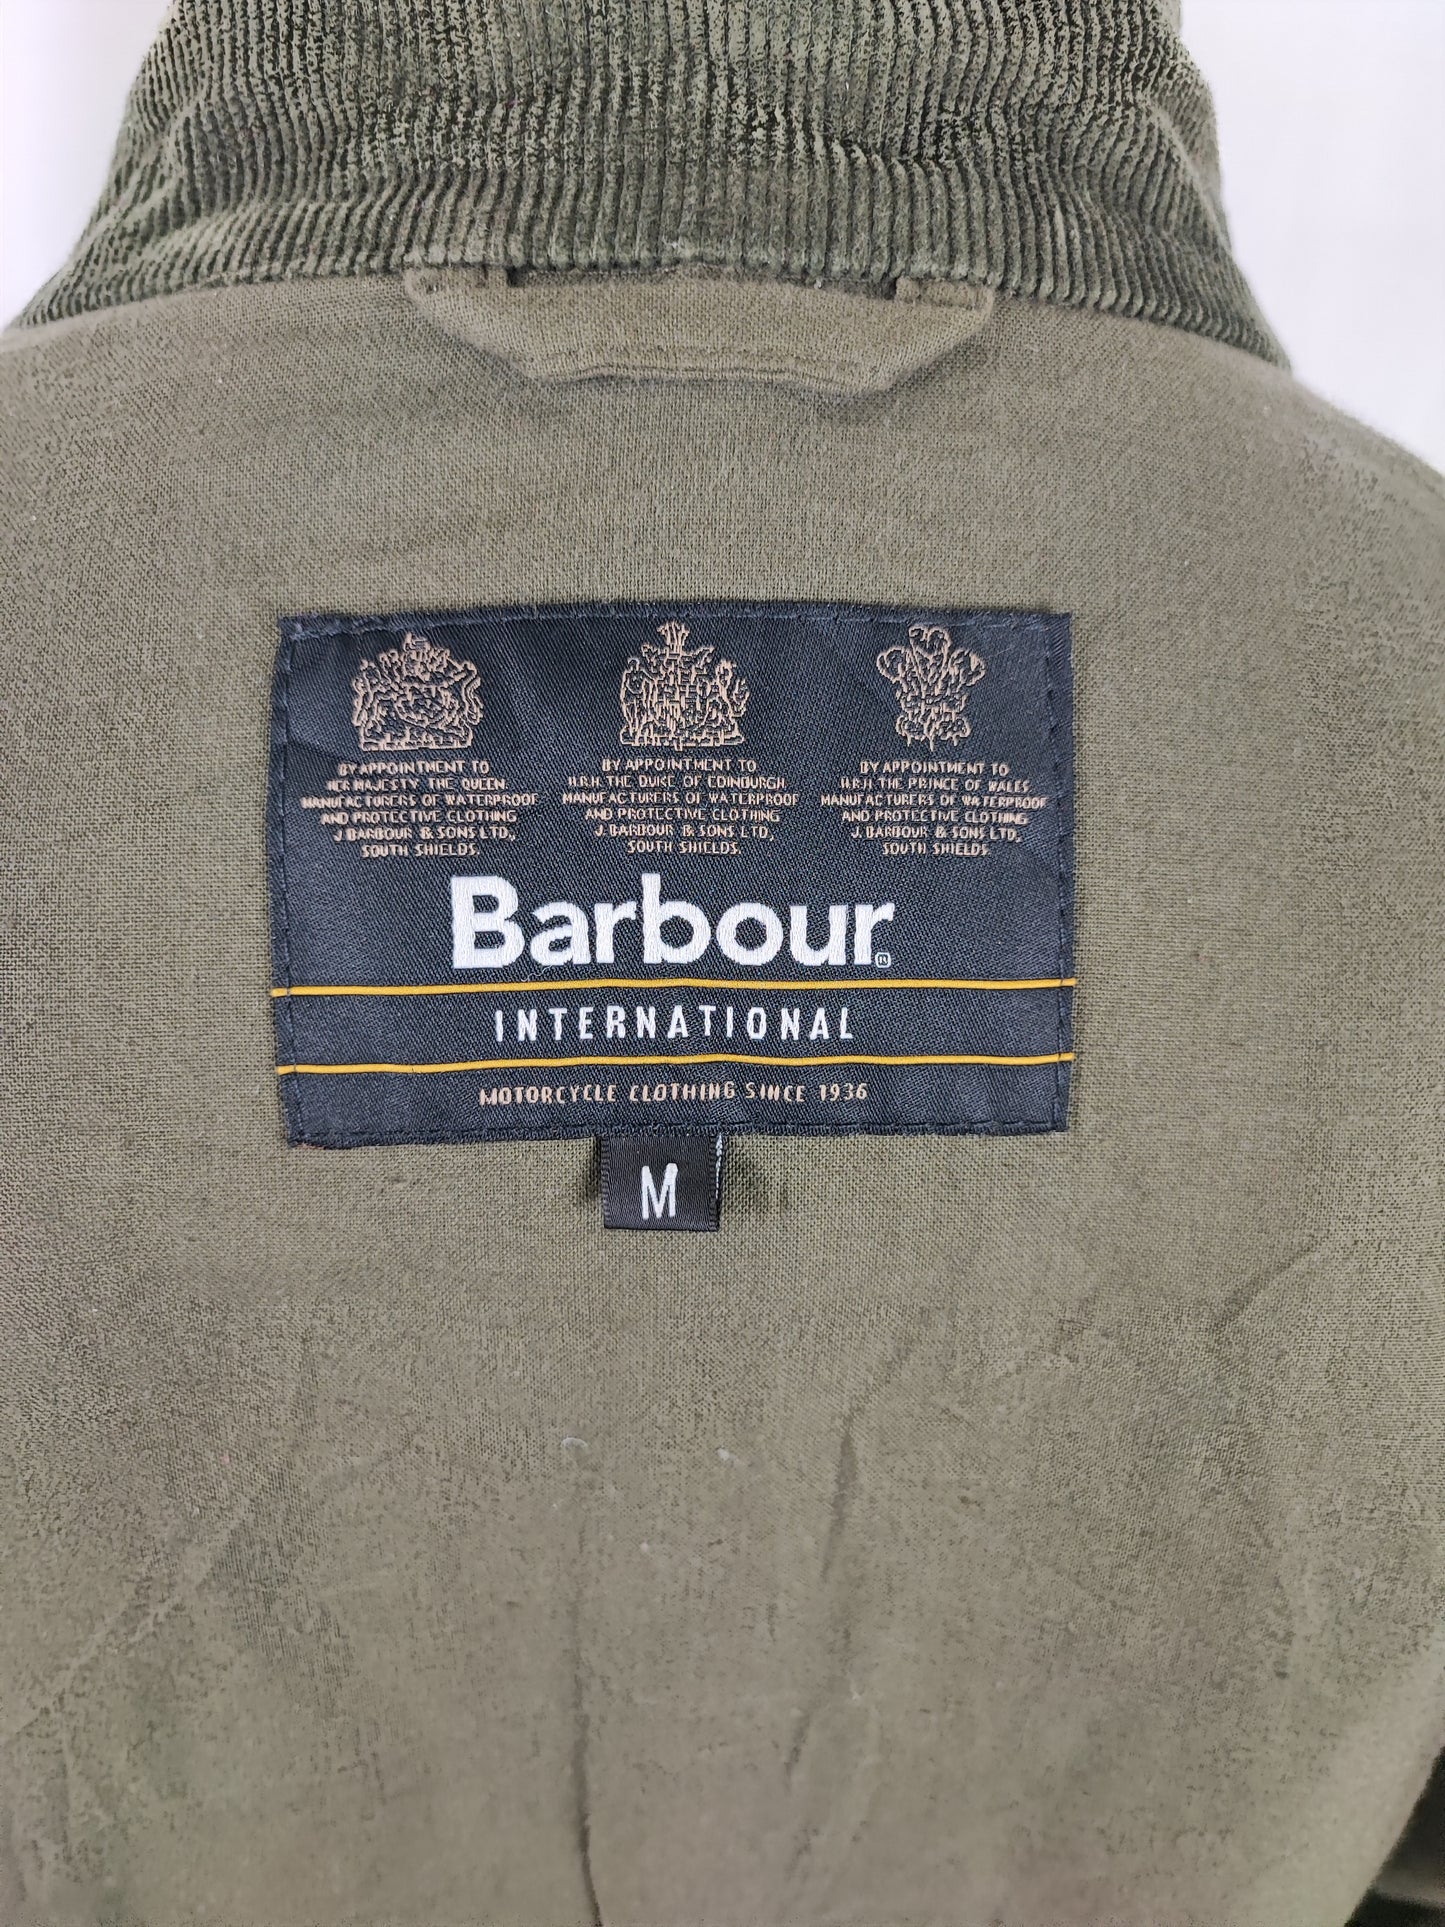 BY APPOINTMENT TO
HER MAJESTY THE QUEEN
MANUFACTURERS OF WATERPROOF
AND PROTECTIVE CLOTHING
J. BARBOUR & SONS LTD.,
SOUTH SHIELDS.
BY APPOINTMENT TO
H.R.H. THE DUKE OF EDINBURGH
MANUFACTURERS OF WATERPROOF
AND PROTECTIVE CLOTHING
J. BARBOUR & SONS LTD,
SOUTH SHIELDS.
BY APPOINTMENT TO
H.R.H THE PRINCE OF WALES
MANUFACTURERS OF WATERPROOF
AND PROTECTIVE CLOTHING
J. BARBOUR & SONS LTD,
SOUTH SHIELDS
Barbour®
INTERNATIONAL
MOTORCYCLE CLOTHING SINCE 1936
M